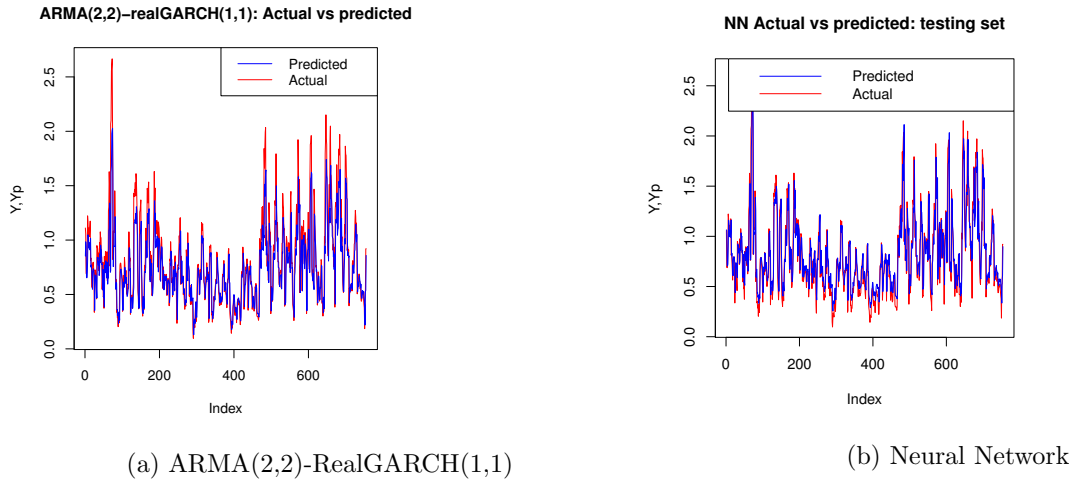 ARMA(2,2)−realGARCH(1,1): Actual vs predicted
Predicted
Actual
Y,Yp
2.5
2.0
1.5
1.0
0.5
0.0
0
200
400
600
Index
(a) ARMA(2,2)-RealGARCH(1,1)
NN Actual vs predicted: testing set
Predicted
Actual
Y,Yp
2.5
2.0
1.5
1.0
0.5
0.0
0
200
400
600
Index
(b) Neural Network